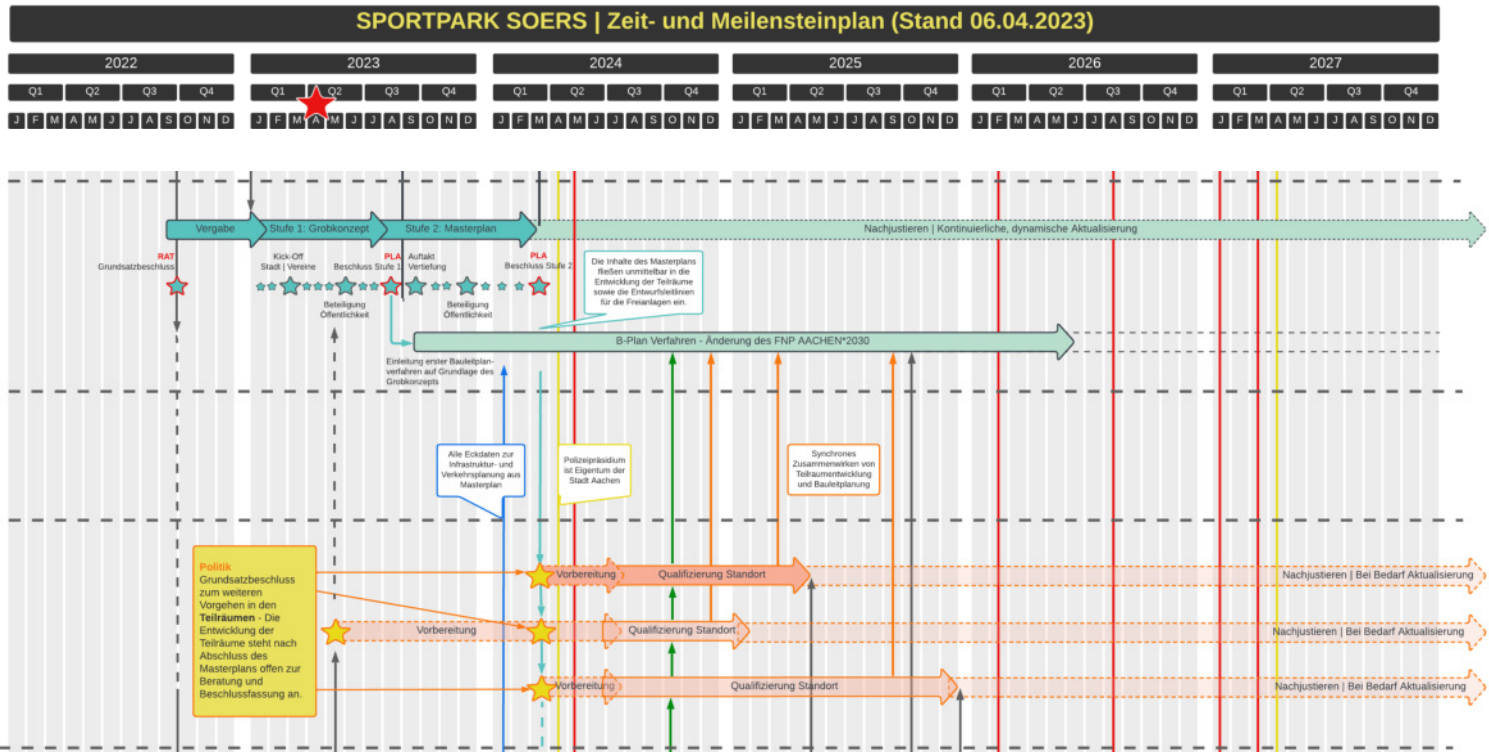 SPORTPARK SOERS | Zeit- und Meilensteinplan (Stand 06.04.2023)
2022 2023 2024 2025 2026 2027
Q1 Q2 Q3 Q4 Q1 Q2 Q3 Q4 Q1 Q2 Q3 Q4 Q1 Q2 Q3 Q4 Q1 Q2 Q3 Q4 Q1 Q2 Q3 Q4
J F M A M J J A S O N D J F M A M J J A S O N D J F M A M J J A S O N D J F M A M J J A S O N D J F M A M J J A S O N D J F M A M J J A S O N D
Vergabe
Stufe 1: Grobkonzept
Stufe 2: Masterplan
Nachjustieren | Kontinuierliche, dynamische Aktualisierung
RAT
Grundsatzbeschluss
Kick-Off
Stadt | Vereine
PLA
Beschluss Stufe 1
Auftakt
Vertiefung
PLA
Beschluss Stufe 2
Beteiligung
Öffentlichkeit
Beteiligung
Öffentlichkeit
Die Inhalte des Masterplans
fließen unmittelbar in die
Entwicklung der Teilräume
sowie die Entwurfsleitlinien
für die Freianlagen ein.
B-Plan Verfahren - Änderung des FNP AACHEN*2030
Einleitung erster Bauleitplan-
verfahren auf Grundlage des
Grobkonzepts
Alle Eckdaten zur
Infrastruktur- und
Verkehrsplanung aus
Masterplan
Polizeipräsidium
ist Eigentum der
Stadt Aachen
Synchrones
Zusammenwirken von
Teilraumentwicklung
und Bauleitplanung
Politik
Grundsatzbeschluss
zum weiteren
Vorgehen in den
Teilräumen - Die
Entwicklung der
Teilräume steht nach
Abschluss des
Masterplans offen zur
Beratung und
Beschlussfassung an.
Vorbereitung
Qualifizierung Standort
Nachjustieren | Bei Bedarf Aktualisierung
Vorbereitung
Qualifizierung Standort
Nachjustieren | Bei Bedarf Aktualisierung
Vorbereitung
Qualifizierung Standort
Nachjustieren | Bei Bedarf Aktualisierung